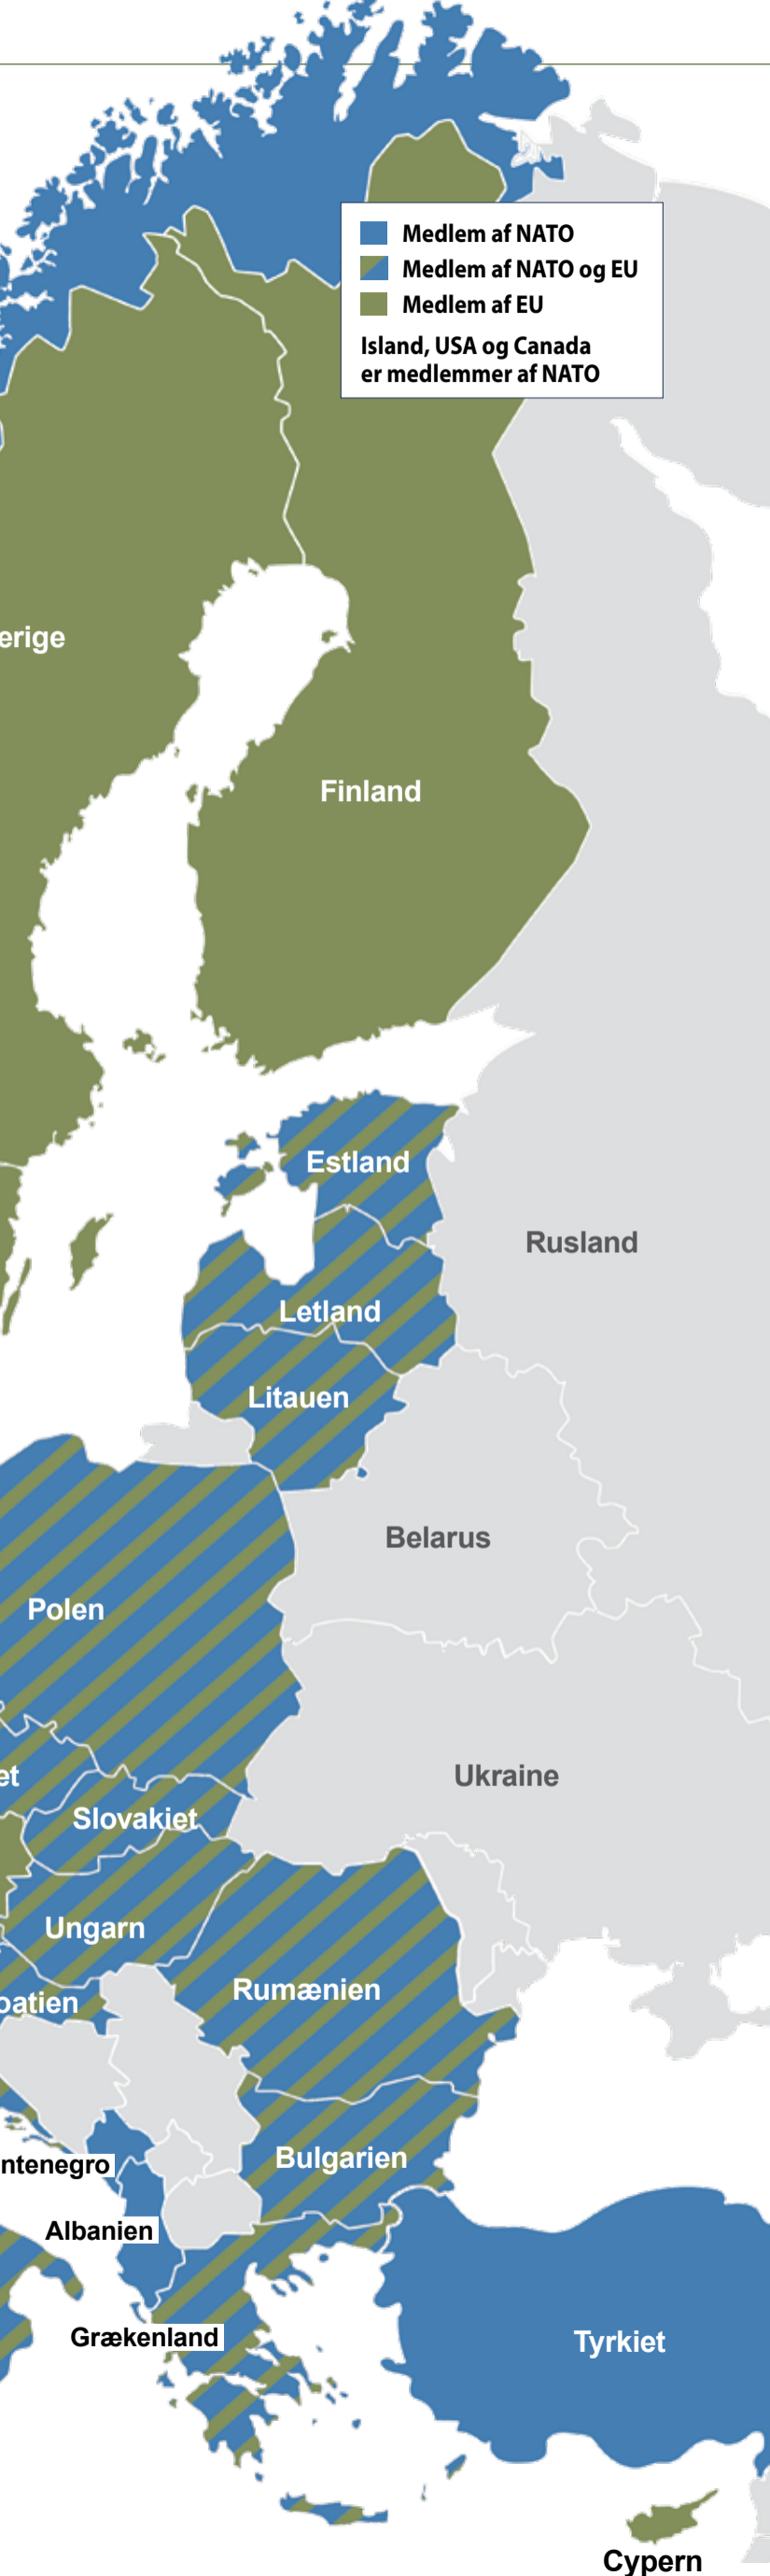 Medlem af NATO
Medlem af NATO og EU
Medlem af EU
Island, USA og Canada
er medlemmer af NATO
erige
Finland
Estland
Rusland
Letland
Litauen
Belarus
Polen
et
Ukraine
Slovakiet
Ungarn
Rumænien
oatien
Bulgarien
ntenegro
Albanien
Grækenland
Tyrkiet
Cypern